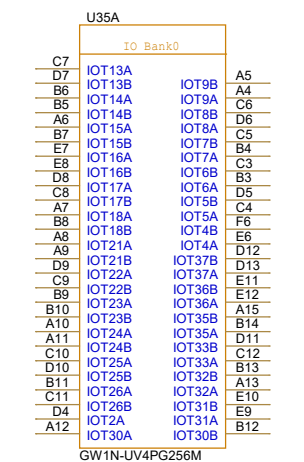 U35A
IO Bank0
C7 IOT13A
D7 IOT13B IOT9B A5
B6 IOT14A IOT9A A4
B5 IOT14B IOT8B C6
A6 IOT15A IOT8A D6
B7 IOT15B IOT7B C5
E7 IOT16A IOT7A B4
E8 IOT16B IOT6B C3
D8 IOT17A IOT6A B3
C8 IOT17B IOT5B D5
A7 IOT18A IOT5A C4
B8 IOT18B IOT4B F6
A8 IOT21A IOT4A E6
A9 IOT21B IOT37B D12
D9 IOT22A IOT37A D13
C9 IOT22B IOT36B E11
B9 IOT23A IOT36A E12
B10 IOT23B IOT35B A15
A10 IOT24A IOT35A B14
A11 IOT24B IOT33B D11
C10 IOT25A IOT33A C12
D10 IOT25B IOT32B B13
B11 IOT26A IOT32A A13
C11 IOT26B IOT31B E10
D4 IOT2A IOT31A E9
A12 IOT30A IOT30B B12
GW1N-UV4PG256M